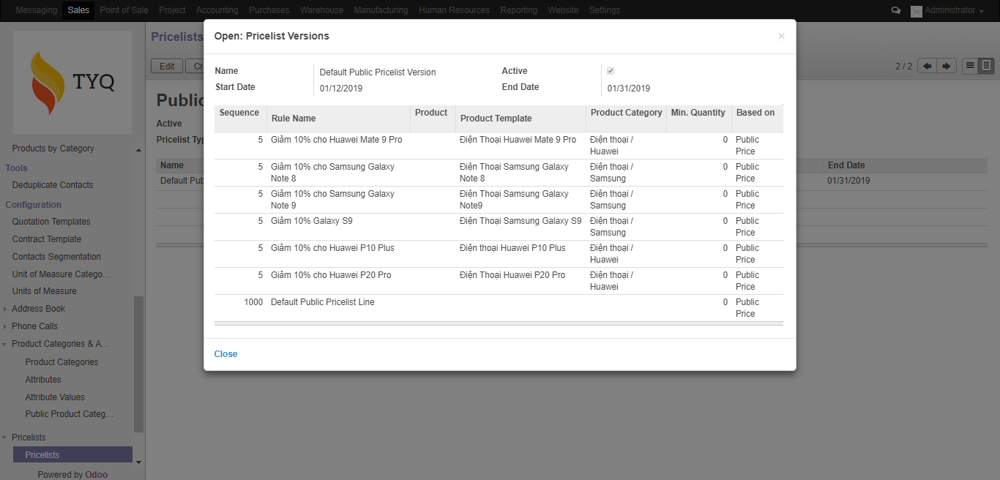 Messaging Sales Point of Sale Project Accounting Purchases Warehouse Manufacturing Human Resources Reporting Website Settings Administrator
TYQ
Products by Category
Tools
Deduplicate Contacts
Configuration
Quotation Templates
Contract Template
Contacts Segmentation
Unit of Measure Catego...
Units of Measure
Address Book
Phone Calls
Product Categories & A...
Product Categories
Attributes
Attribute Values
Public Product Categ...
Pricelists
Pricelists
Powered by Odoo
Pricelists
Edit Cr
2 / 2
Public
Active
Pricelist Typ
Name End Date
Default Pub 01/31/2019
Open: Pricelist Versions ×
Name Default Public Pricelist Version Active
Start Date 01/12/2019 End Date 01/31/2019
Sequence Rule Name Product Product Template Product Category Min. Quantity Based on
5 Giảm 10% cho Huawei Mate 9 Pro Điện Thoại Huawei Mate 9 Pro Điện thoại / 0 Public
Huawei Price
5 Giảm 10% cho Samsung Galaxy Điện Thoại Samsung Galaxy Điện thoại / 0 Public
Note 8 Note 8 Samsung Price
5 Giảm 10% cho Samsung Galaxy Điện Thoại Samsung Galaxy Điện thoại / 0 Public
Note 9 Note9 Samsung Price
5 Giảm 10% Galaxy S9 Điện Thoại Samsung Galaxy S9 Điện thoại / 0 Public
Samsung Price
5 Giảm 10% cho Huawei P10 Plus Điện thoại Huawei P10 Plus Điện thoại / 0 Public
Huawei Price
5 Giảm 10% cho Huawei P20 Pro Điện Thoại Huawei P20 Pro Điện thoại / 0 Public
Huawei Price
1000 Default Public Pricelist Line 0 Public
Price
Close